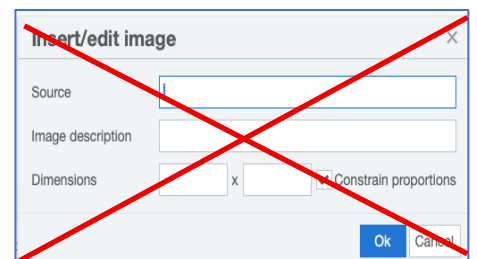 Insert/edit image
Source
Image description
Dimensions x Constrain proportions
Ok Cancel